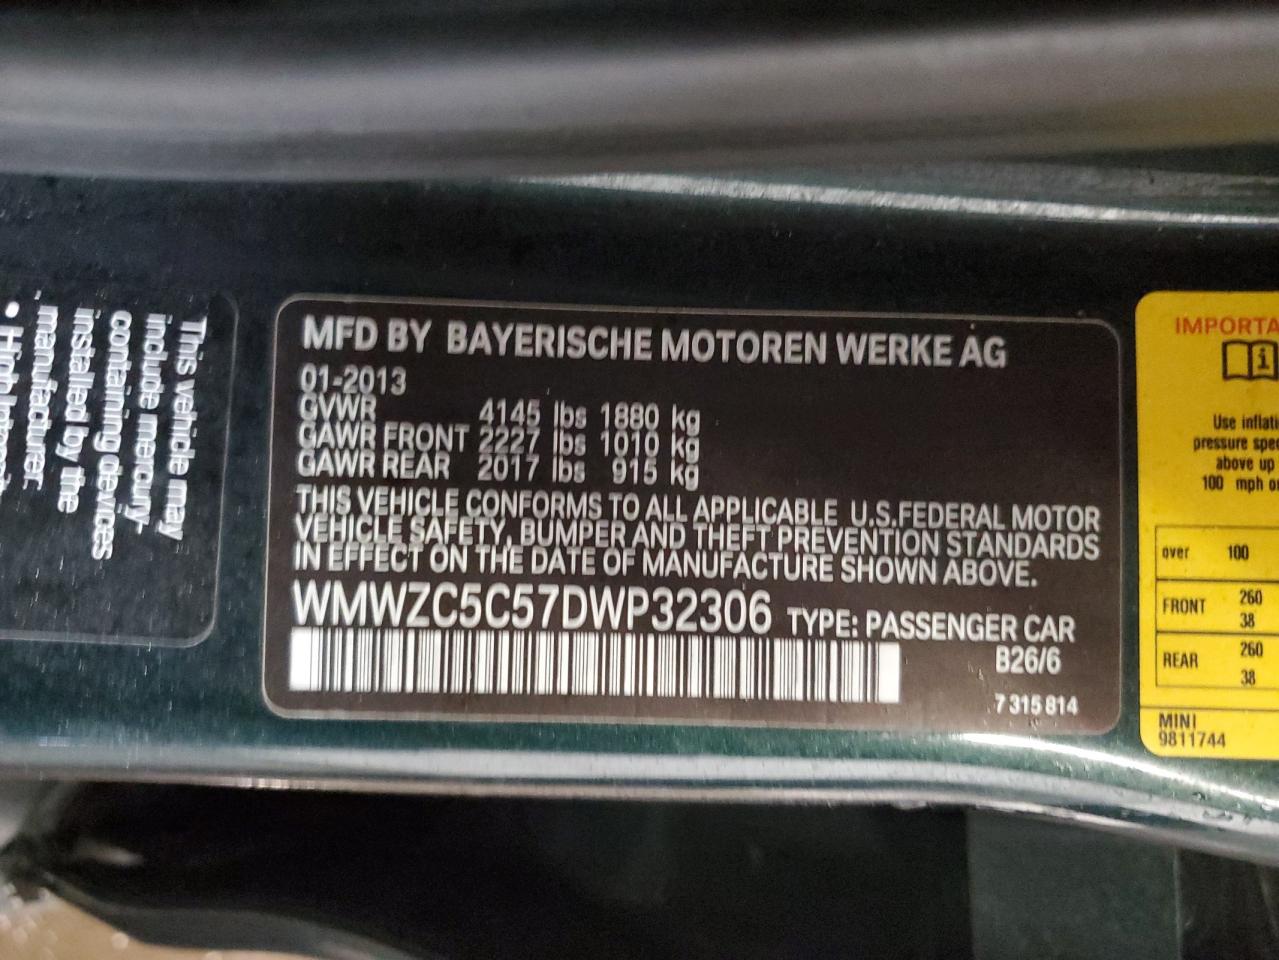 This vehicle may
include mercury
containing devices
installed by the
manufacturer.
MFD BY BAYERISCHE MOTOREN WERKE AG
01-2013
GVWR 4145 lbs 1880 kg
GAWR FRONT 2227 lbs 1010 kg
GAWR REAR 2017 lbs 915 kg
THIS VEHICLE CONFORMS TO ALL APPLICABLE U.S.FEDERAL MOTOR
VEHICLE SAFETY, BUMPER AND THEFT PREVENTION STANDARDS
IN EFFECT ON THE DATE OF MANUFACTURE SHOWN ABOVE.
WMWZC5C57DWP32306 TYPE: PASSENGER CAR
B26/6
7 315 814
IMPORTA
Use inflati
pressure spe
above up
100 mph o
over 100
FRONT 260
38
REAR 260
38
MINI
9811744